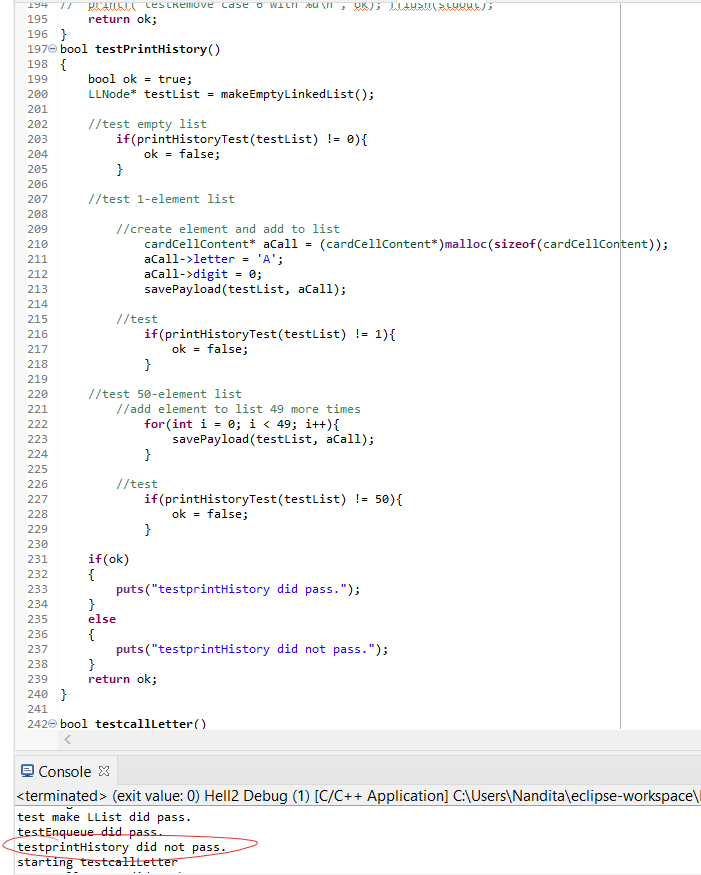 194 //  printf("testRemove case 6 with %d\n", ok); fflush(stdout);
195 return ok;
196 }
197 bool testPrintHistory()
198 {
199 bool ok = true;
200 LLNode* testList = makeEmptyLinkedList();
201
202 //test empty list
203 if(printHistoryTest(testList) != 0){
204 ok = false;
205 }
206
207 //test 1-element list
208
209 //create element and add to list
210 cardCellContent* aCall = (cardCellContent*)malloc(sizeof(cardCellContent));
211 aCall->letter = 'A';
212 aCall->digit = 0;
213 savePayload(testList, aCall);
214
215 //test
216 if(printHistoryTest(testList) != 1){
217 ok = false;
218 }
219
220 //test 50-element list
221 //add element to list 49 more times
222 for(int i = 0; i < 49; i++){
223 savePayload(testList, aCall);
224 }
225
226 //test
227 if(printHistoryTest(testList) != 50){
228 ok = false;
229 }
230
231 if(ok)
232 {
233 puts("testprintHistory did pass.");
234 }
235 else
236 {
237 puts("testprintHistory did not pass.");
238 }
239 return ok;
240 }
241
242 bool testcallLetter()
Console
<terminated> (exit value: 0) Hell2 Debug (1) [C/C++ Application] C:\Users\Nandita\eclipse-workspace\
test make LList did pass.
testEnqueue did pass.
testprintHistory did not pass.
starting testcallLetter